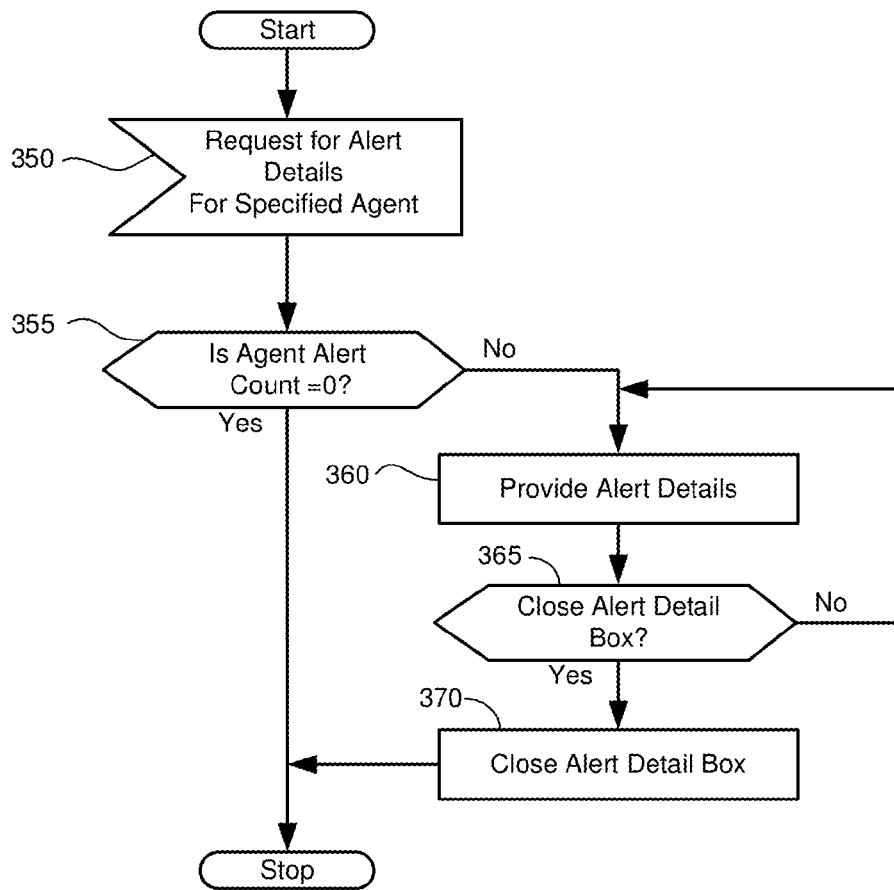 Start
350
Request for Alert
Details
For Specified Agent
355
Is Agent Alert
Count =0?
No
Yes
360
Provide Alert Details
365
Close Alert Detail
Box?
No
Yes
370
Close Alert Detail Box
Stop